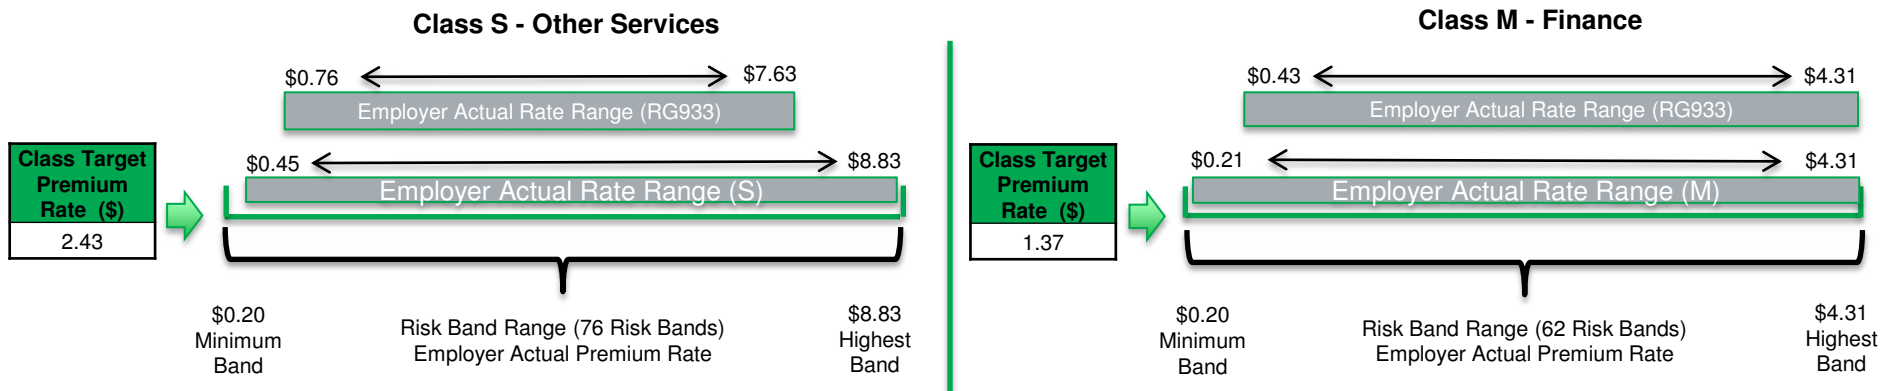 Class S - Other Services
$0.76
$7.63
Employer Actual Rate Range (RG933)
Class Target
Premium
Rate ($)
2.43
$0.45
$8.83
Employer Actual Rate Range (S)
$0.20
Minimum
Band
Risk Band Range (76 Risk Bands)
Employer Actual Premium Rate
$8.83
Highest
Band
Class M - Finance
$0.43
$4.31
Employer Actual Rate Range (RG933)
Class Target
Premium
Rate ($)
1.37
$0.21
$4.31
Employer Actual Rate Range (M)
$0.20
Minimum
Band
Risk Band Range (62 Risk Bands)
Employer Actual Premium Rate
$4.31
Highest
Band